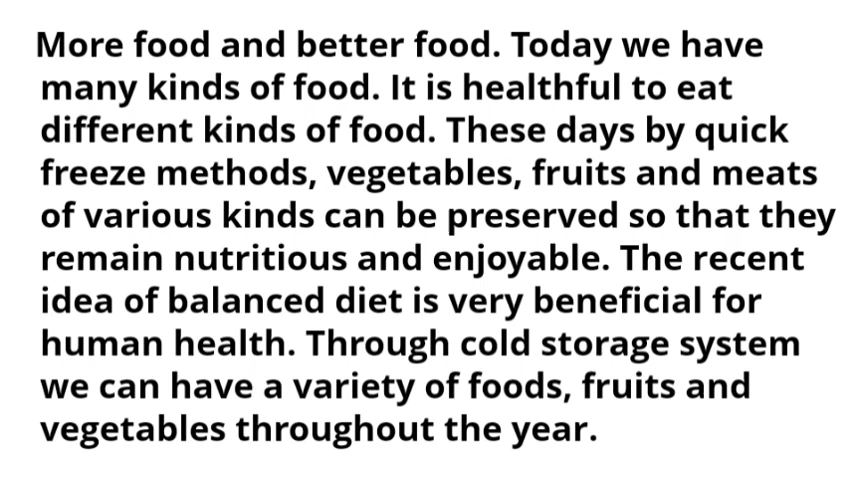 More food and better food. Today we have
many kinds of food. It is healthful to eat
different kinds of food. These days by quick
freeze methods, vegetables, fruits and meats
of various kinds can be preserved so that they
remain nutritious and enjoyable. The recent
idea of balanced diet is very beneficial for
human health. Through cold storage system
we can have a variety of foods, fruits and
vegetables throughout the year.